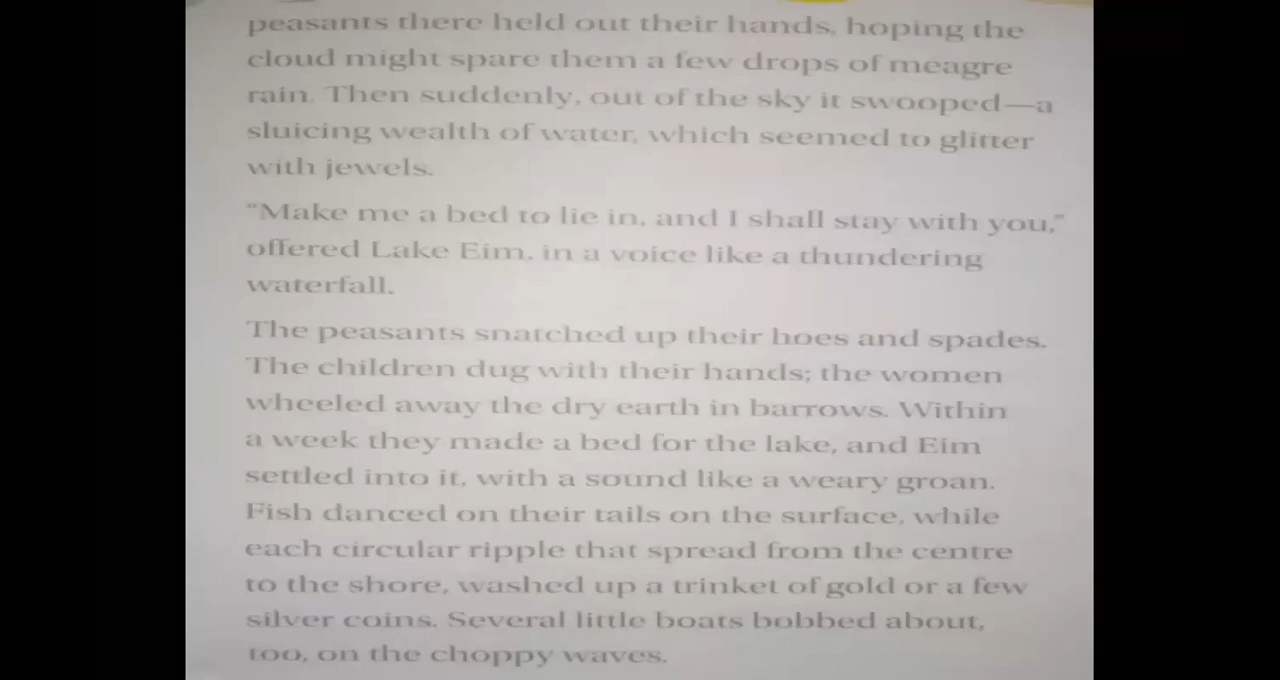 peasants there held out their hands, hoping the
cloud might spare them a few drops of meagre
rain. Then suddenly, out of the sky it swooped—a
sluicing wealth of water, which seemed to glitter
with jewels.
“Make me a bed to lie in, and I shall stay with you,”
offered Lake Eim, in a voice like a thundering
waterfall.
The peasants snatched up their hoes and spades.
The children dug with their hands; the women
wheeled away the dry earth in barrows. Within
a week they made a bed for the lake, and Eim
settled into it, with a sound like a weary groan.
Fish danced on their tails on the surface, while
each circular ripple that spread from the centre
to the shore, washed up a trinket of gold or a few
silver coins. Several little boats bobbed about,
too, on the choppy waves.